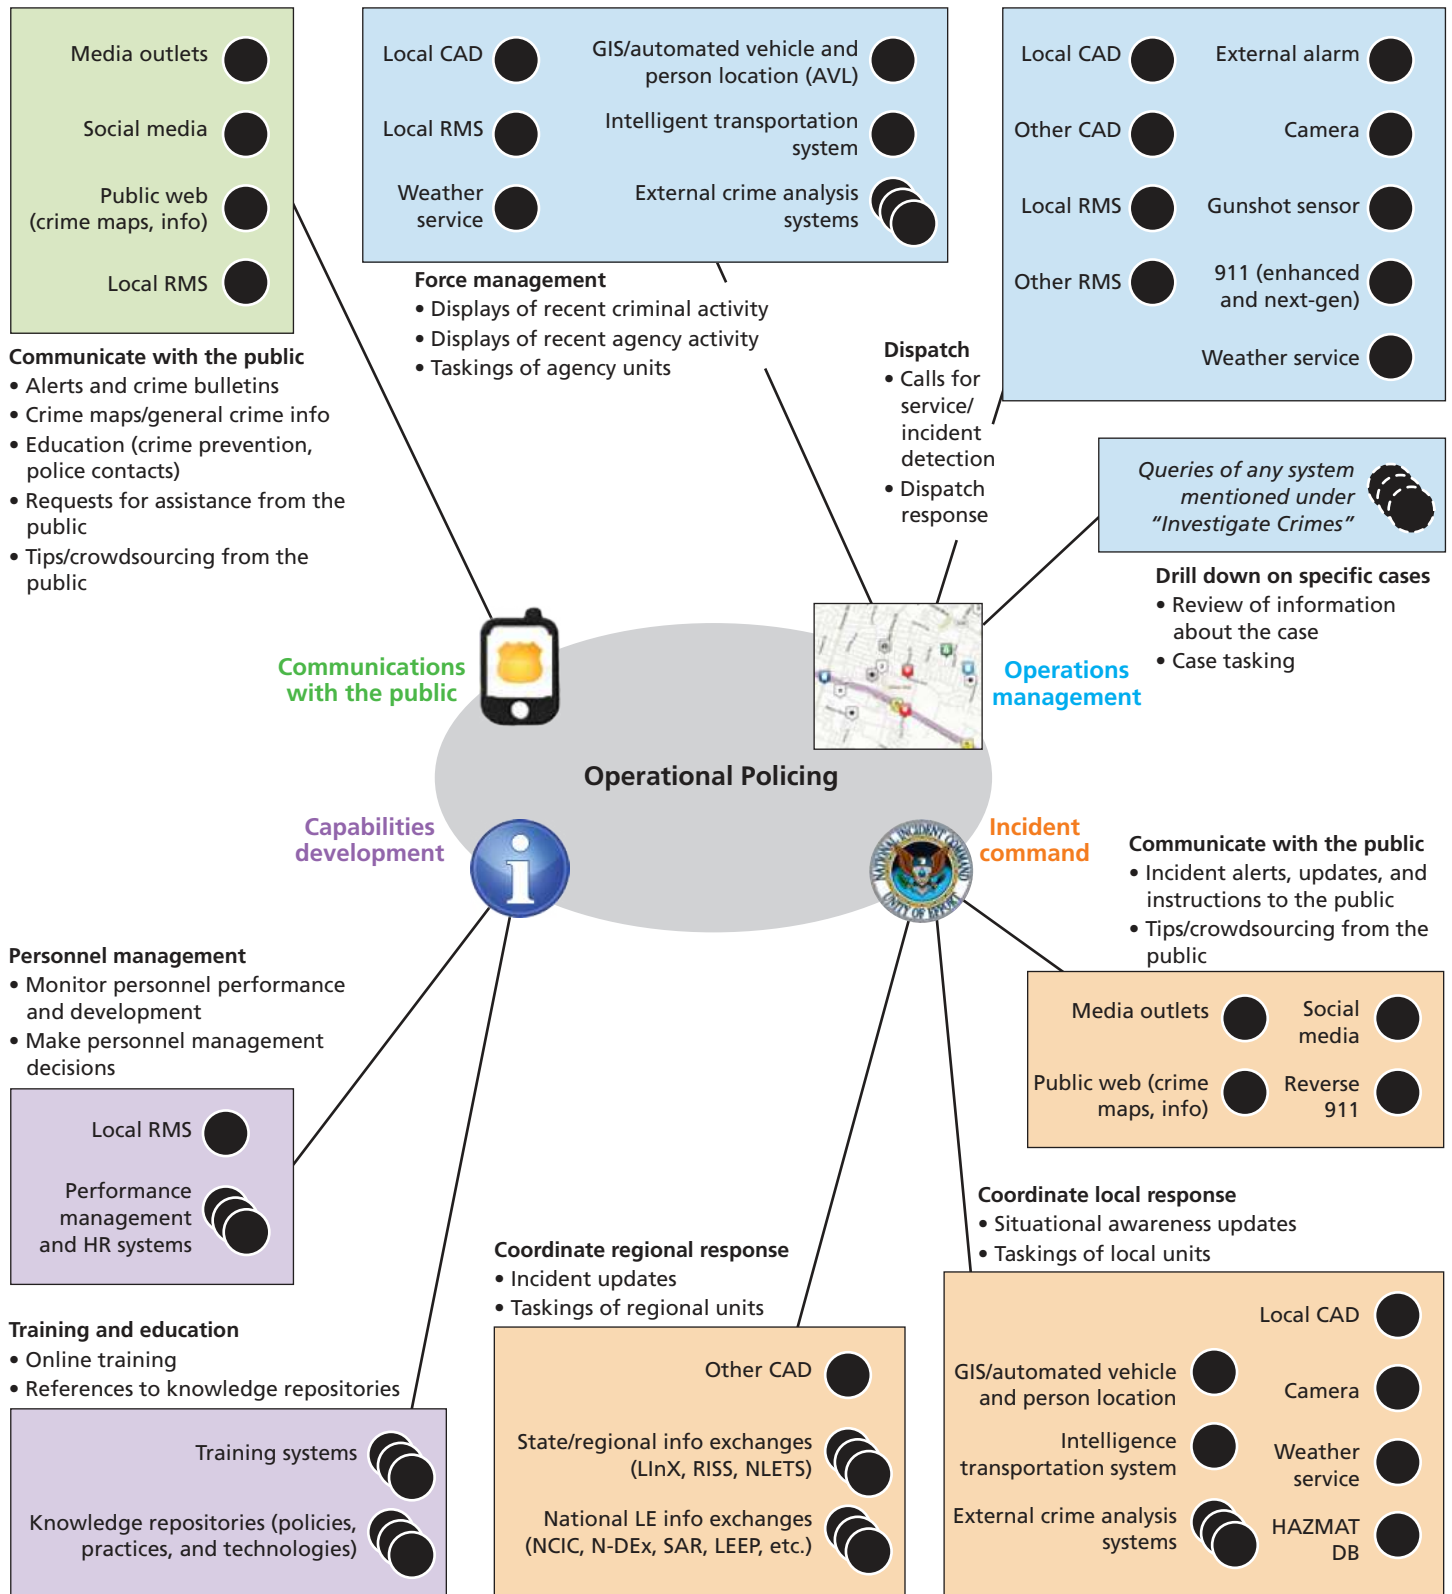 Media outlets
Social media
Public web
(crime maps, info)
Local RMS
Communicate with the public
• Alerts and crime bulletins
• Crime maps/general crime info
• Education (crime prevention,
police contacts)
• Requests for assistance from the
public
• Tips/crowdsourcing from the
public
Local CAD
Local RMS
Weather
service
GIS/automated vehicle and
person location (AVL)
Intelligent transportation
system
External crime analysis
systems
Force management
• Displays of recent criminal activity
• Displays of recent agency activity
• Taskings of agency units
Local CAD
Other CAD
Local RMS
Other RMS
External alarm
Camera
Gunshot sensor
911 (enhanced
and next-gen)
Weather service
Dispatch
• Calls for
service/
incident
detection
• Dispatch
response
Queries of any system
mentioned under
“Investigate Crimes”
Drill down on specific cases
• Review of information
about the case
• Case tasking
Communications
with the public
Operations
management
Operational Policing
Capabilities
development
i
Incident
command
NATIONAL INCIDENT COMMAND
UNITY OF EFFORT
Communicate with the public
• Incident alerts, updates, and
instructions to the public
• Tips/crowdsourcing from the
public
Media outlets
Social
media
Public web (crime
maps, info)
Reverse
911
Personnel management
• Monitor personnel performance
and development
• Make personnel management
decisions
Local RMS
Performance
management
and HR systems
Training and education
• Online training
• References to knowledge repositories
Training systems
Knowledge repositories (policies,
practices, and technologies)
Coordinate regional response
• Incident updates
• Taskings of regional units
Other CAD
State/regional info exchanges
(LInX, RISS, NLETS)
National LE info exchanges
(NCIC, N-DEx, SAR, LEEP, etc.)
Coordinate local response
• Situational awareness updates
• Taskings of local units
GIS/automated vehicle
and person location
Intelligence
transportation system
External crime analysis
systems
Local CAD
Camera
Weather
service
HAZMAT
DB